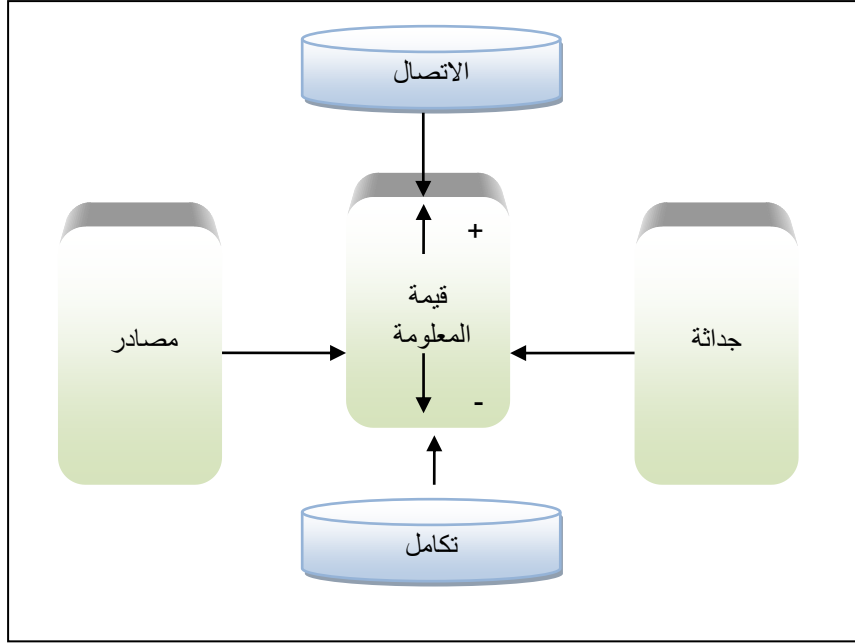 الاتصال
+
قيمة
المعلومة
-
جداثة
مصادر
تكامل